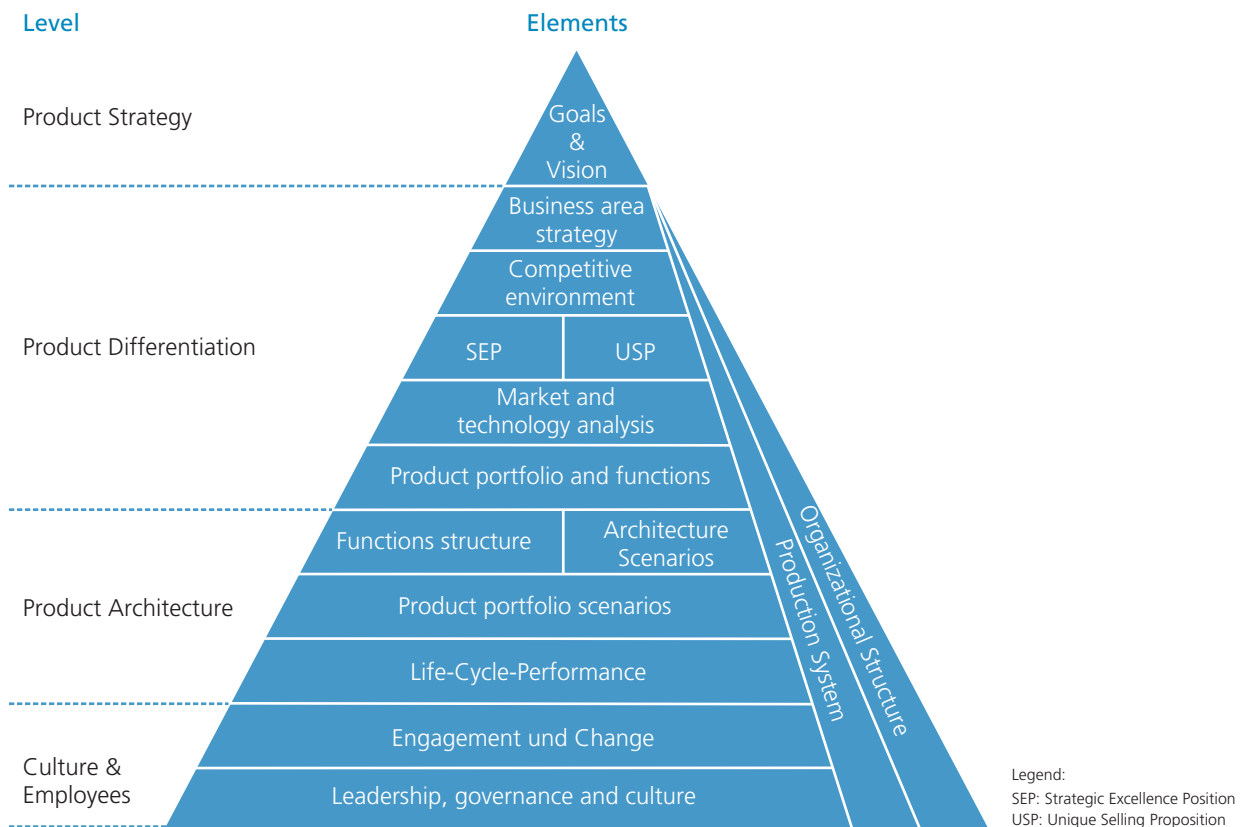 Level
Elements
Product Strategy
Goals
&
Vision
Business area
strategy
Competitive
environment
Product Differentiation
SEP
USP
Market and
technology analysis
Product portfolio and functions
Functions structure
Architecture
Scenarios
Product Architecture
Product portfolio scenarios
Life-Cycle-Performance
Production System
Organizational Structure
Engagement und Change
Culture &
Employees
Leadership, governance and culture
Legend:
SEP: Strategic Excellence Position
USP: Unique Selling Proposition